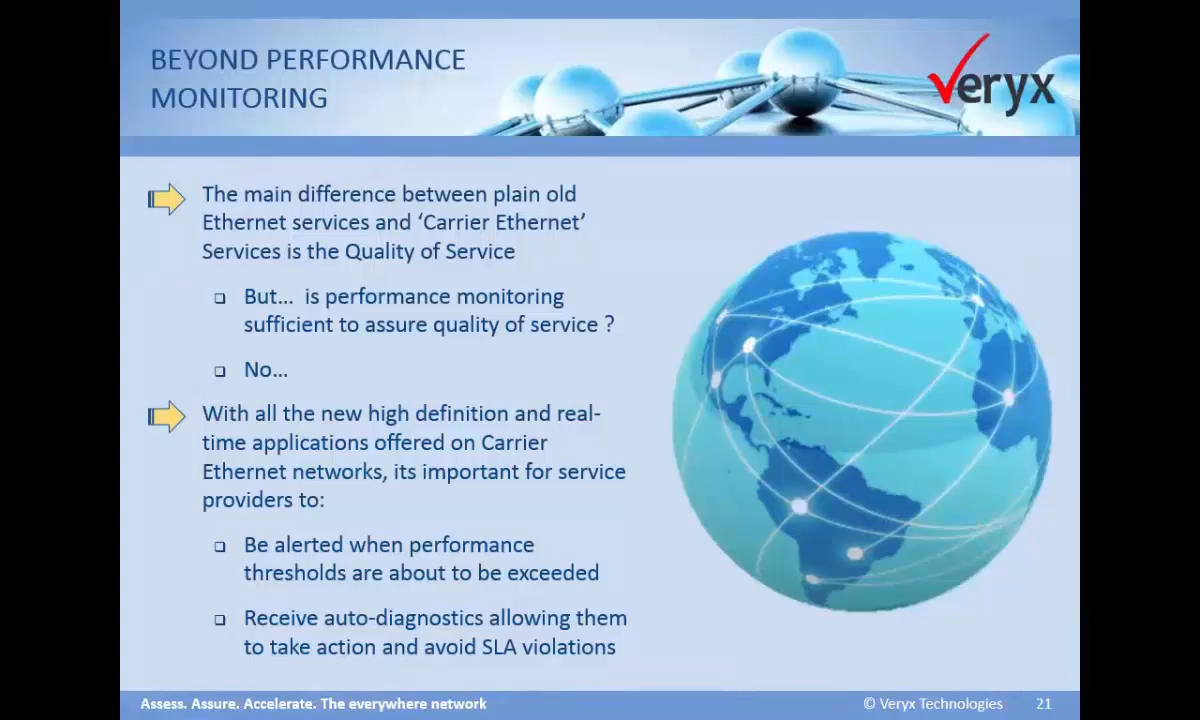 BEYOND PERFORMANCE
MONITORING
veryx
The main difference between plain old
Ethernet services and ‘Carrier Ethernet’
Services is the Quality of Service
But… is performance monitoring
sufficient to assure quality of service ?
No…
With all the new high definition and real-
time applications offered on Carrier
Ethernet networks, its important for service
providers to:
Be alerted when performance
thresholds are about to be exceeded
Receive auto-diagnostics allowing them
to take action and avoid SLA violations
Assess. Assure. Accelerate. The everywhere network
© Veryx Technologies 21